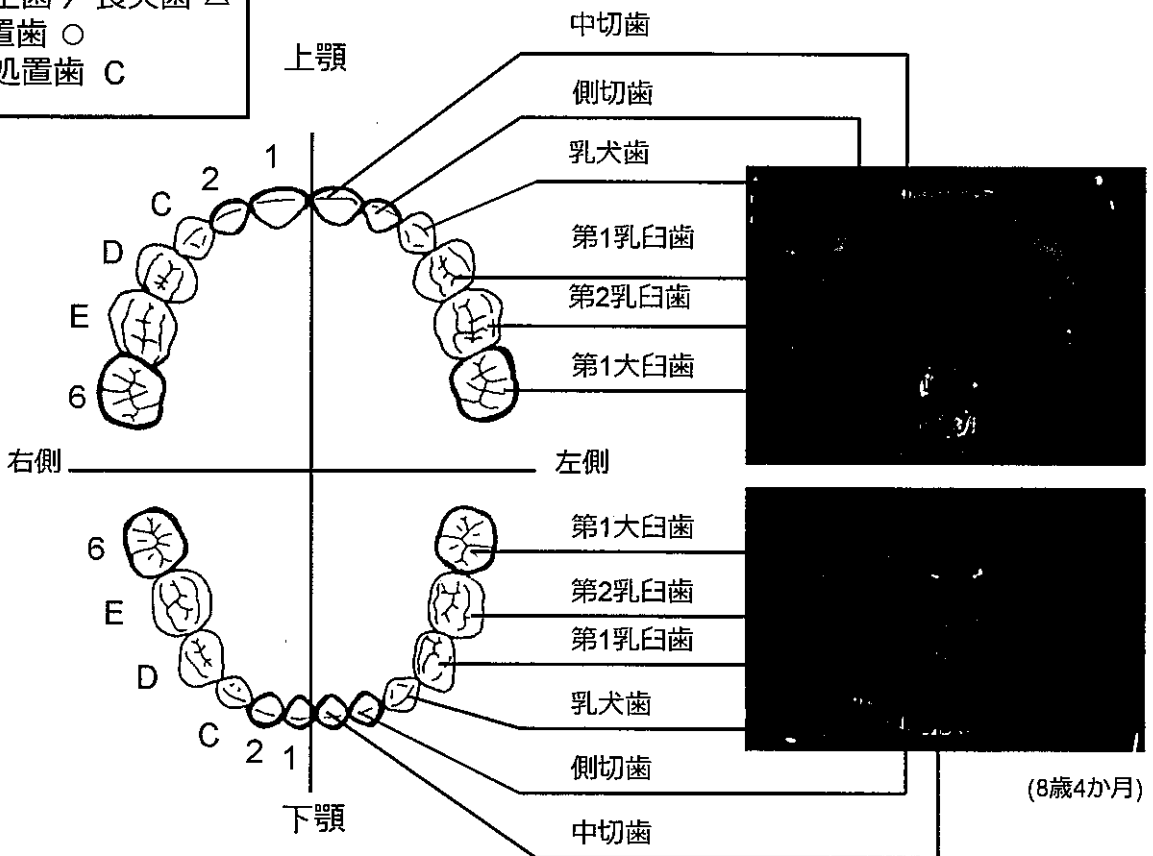 長失歯 △
置歯 ○
処置歯 C
上顎
中切歯
側切歯
乳犬歯
第1乳臼歯
第2乳臼歯
第1大臼歯
1
2
C
D
E
6
右側
左側
6
E
D
C
2
1
第1大臼歯
第2乳臼歯
第1乳臼歯
乳犬歯
側切歯
中切歯
下顎
(8歳4か月)